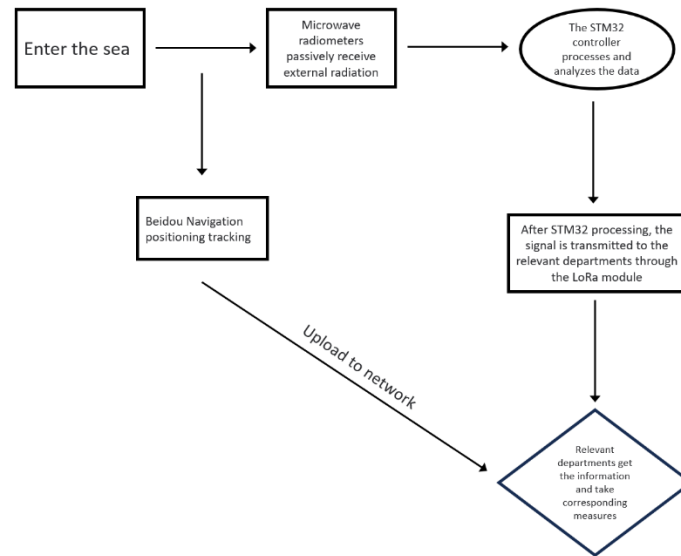 Enter the sea
Microwave
radiometers
passively receive
external radiation
The STM32
controller
processes and
analyzes the data
Beidou Navigation
positioning tracking
After STM32 processing, the
signal is transmitted to the
relevant departments through
the LoRa module
Upload to network
Relevant
departments get
the information
and take
corresponding
measures